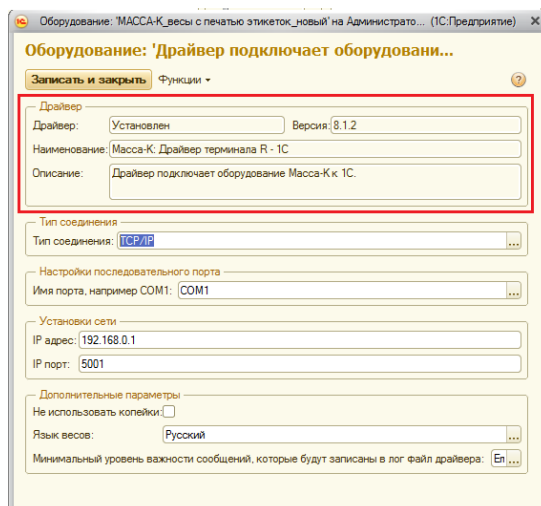 Оборудование: 'МАССА-К_весы с печатью этикеток_новый' на Администрато... (1С:Предприятие)
Оборудование: 'Драйвер подключает оборудовани...
Записать и закрыть Функции
Драйвер
Драйвер: Установлен Версия: 8.1.2
Наименование: Масса-К: Драйвер терминала R - 1С
Описание: Драйвер подключает оборудование Масса-К к 1С.
Тип соединения
Тип соединения: TCP/IP ...
Настройки последовательного порта
Имя порта, например COM1: COM1 ...
Установки сети
IP адрес: 192.168.0.1
IP порт: 5001
Дополнительные параметры
Не использовать копейки:
Язык весов: Русский ...
Минимальный уровень важности сообщений, которые будут записаны в лог файл драйвера: Err ...